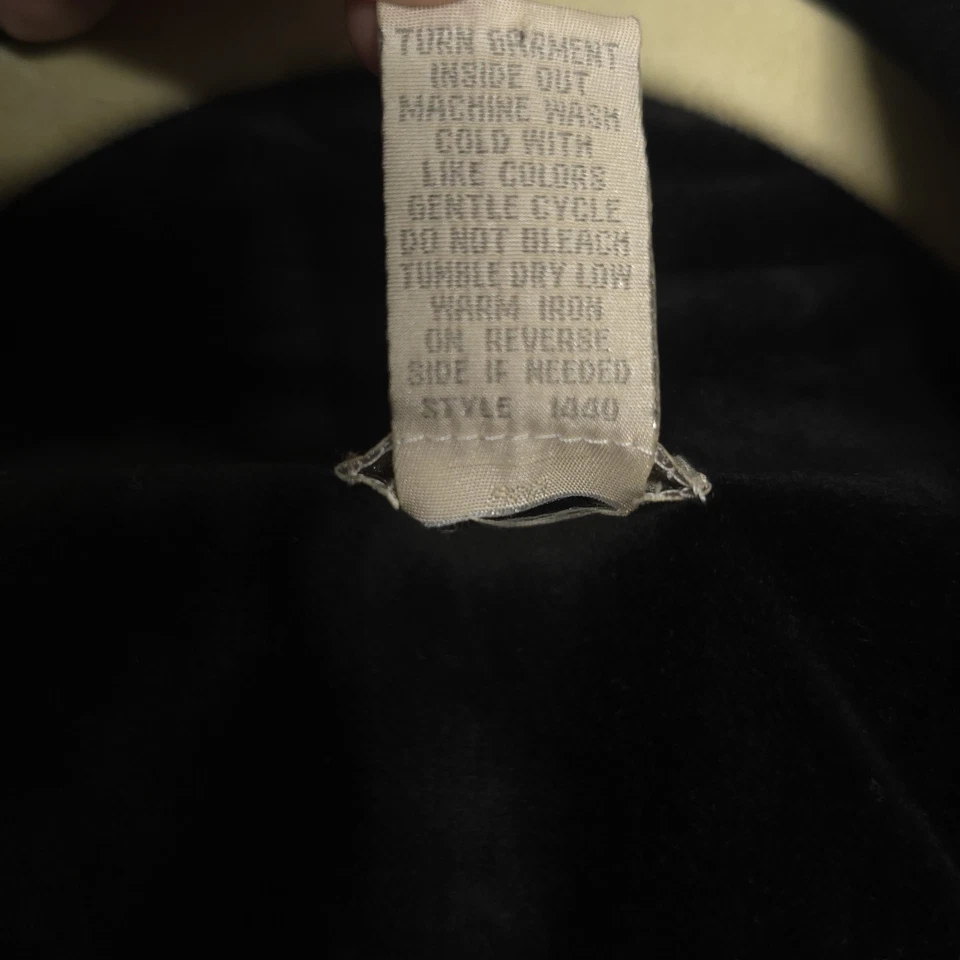 TURN GARMENT
INSIDE OUT
MACHINE WASH
COLD WITH
LIKE COLORS
GENTLE CYCLE
DO NOT BLEACH
TUMBLE DRY LOW
WARM IRON
ON REVERSE
SIDE IF NEEDED
STYLE 1440